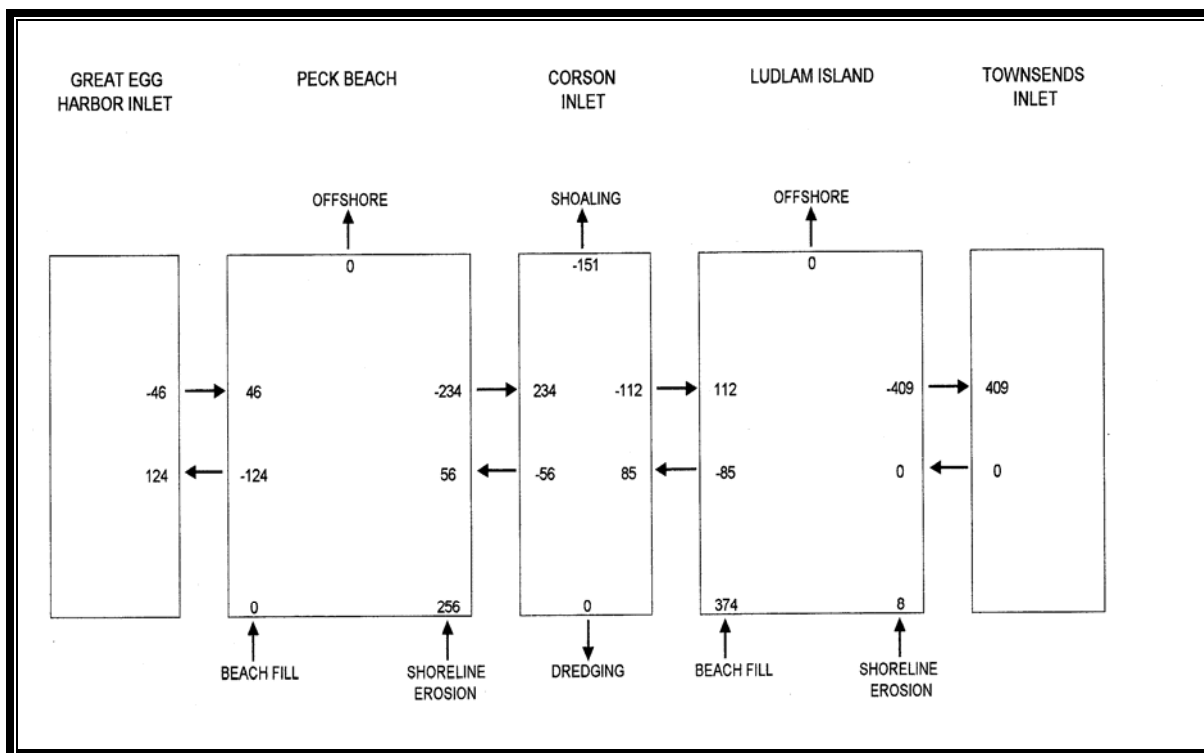 GREAT EGG
HARBOR INLET
PECK BEACH
CORSON
INLET
LUDLAM ISLAND
TOWNSENDS
INLET
OFFSHORE
SHOALING
OFFSHORE
0
-151
0
-46
46
-234
234
-112
112
-409
409
124
-124
56
-56
85
-85
0
0
0
256
0
374
8
BEACH FILL
SHORELINE
EROSION
DREDGING
BEACH FILL
SHORELINE
EROSION